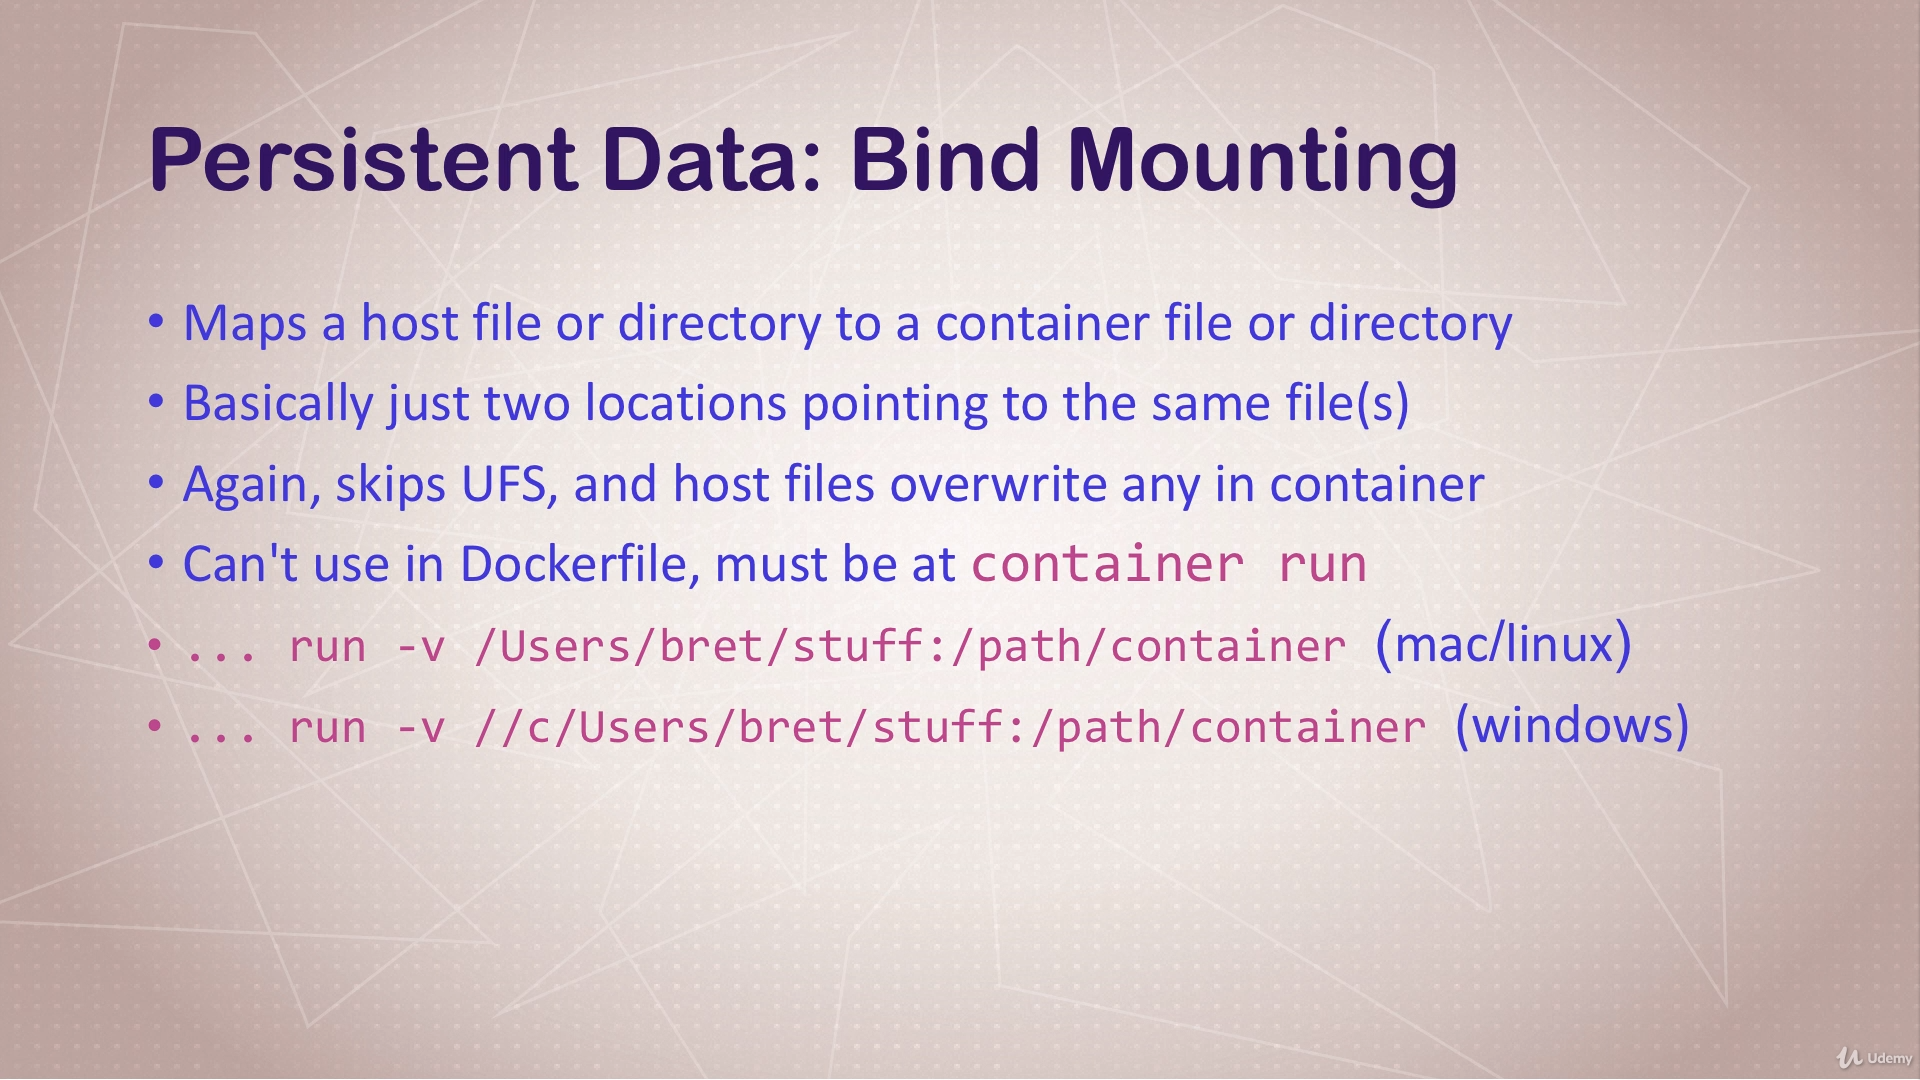 Persistent Data: Bind Mounting
• Maps a host file or directory to a container file or directory
• Basically just two locations pointing to the same file(s)
• Again, skips UFS, and host files overwrite any in container
• Can't use in Dockerfile, must be at container run
• ... run -v /Users/bret/stuff:/path/container (mac/linux)
• ... run -v //c/Users/bret/stuff:/path/container (windows)
Udemy